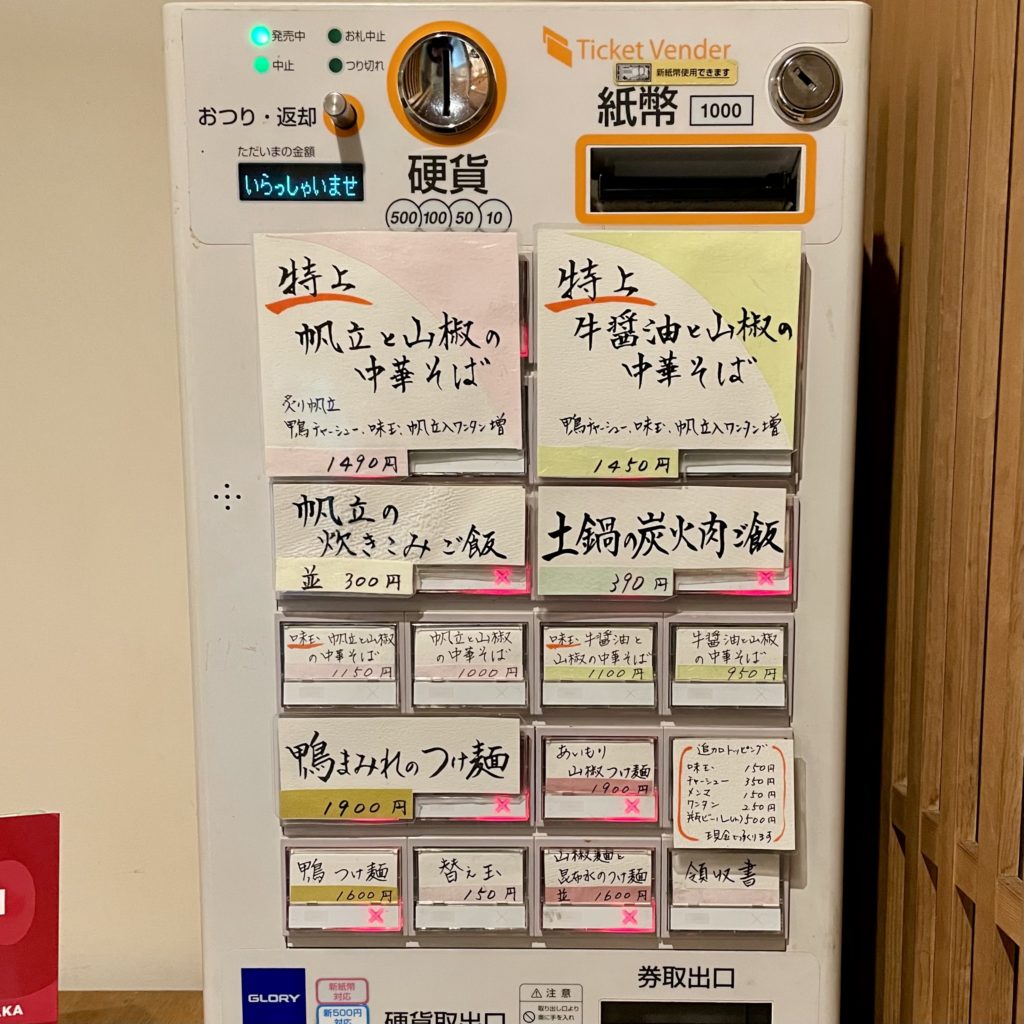 発売中
お札中止
中止
つり切れ
Ticket Vender
新紙幣使用できます
おつり・返却
紙幣 1000
ただいまの金額
いらっしゃいませ
硬貨
500 100 50 10
特上
帆立と山椒の
中華そば
炙り帆立
鴨チャーシュー、味玉、帆立入ワンタン増
1490円
特上
牛醤油と山椒の
中華そば
鴨チャーシュー、味玉、帆立入ワンタン増
1450円
帆立の
炊きこみご飯
並 300円
土鍋の炭火肉ご飯
390円
味玉 帆立と山椒
の中華そば
1150円
帆立と山椒
の中華そば
1000円
味玉 牛醤油と
山椒の中華そば
1100円
牛醤油と山椒
の中華そば
950円
鴨まみれのつけ麺
1900円
あいもり
山椒つけ麺
1900円
追加トッピング
味玉 150円
チャーシュー 350円
メンマ 150円
ワンタン 250円
瓶ビール(小) 500円
現金で承ります
鴨つけ麺
1600円
替え玉
150円
山椒麺と
昆布水のつけ麺
並 1600円
領収書
GLORY
新紙幣
対応
新500円
対応
硬貨取出口
注意
取り出し口より
奥に手を入れ
券取出口
KA